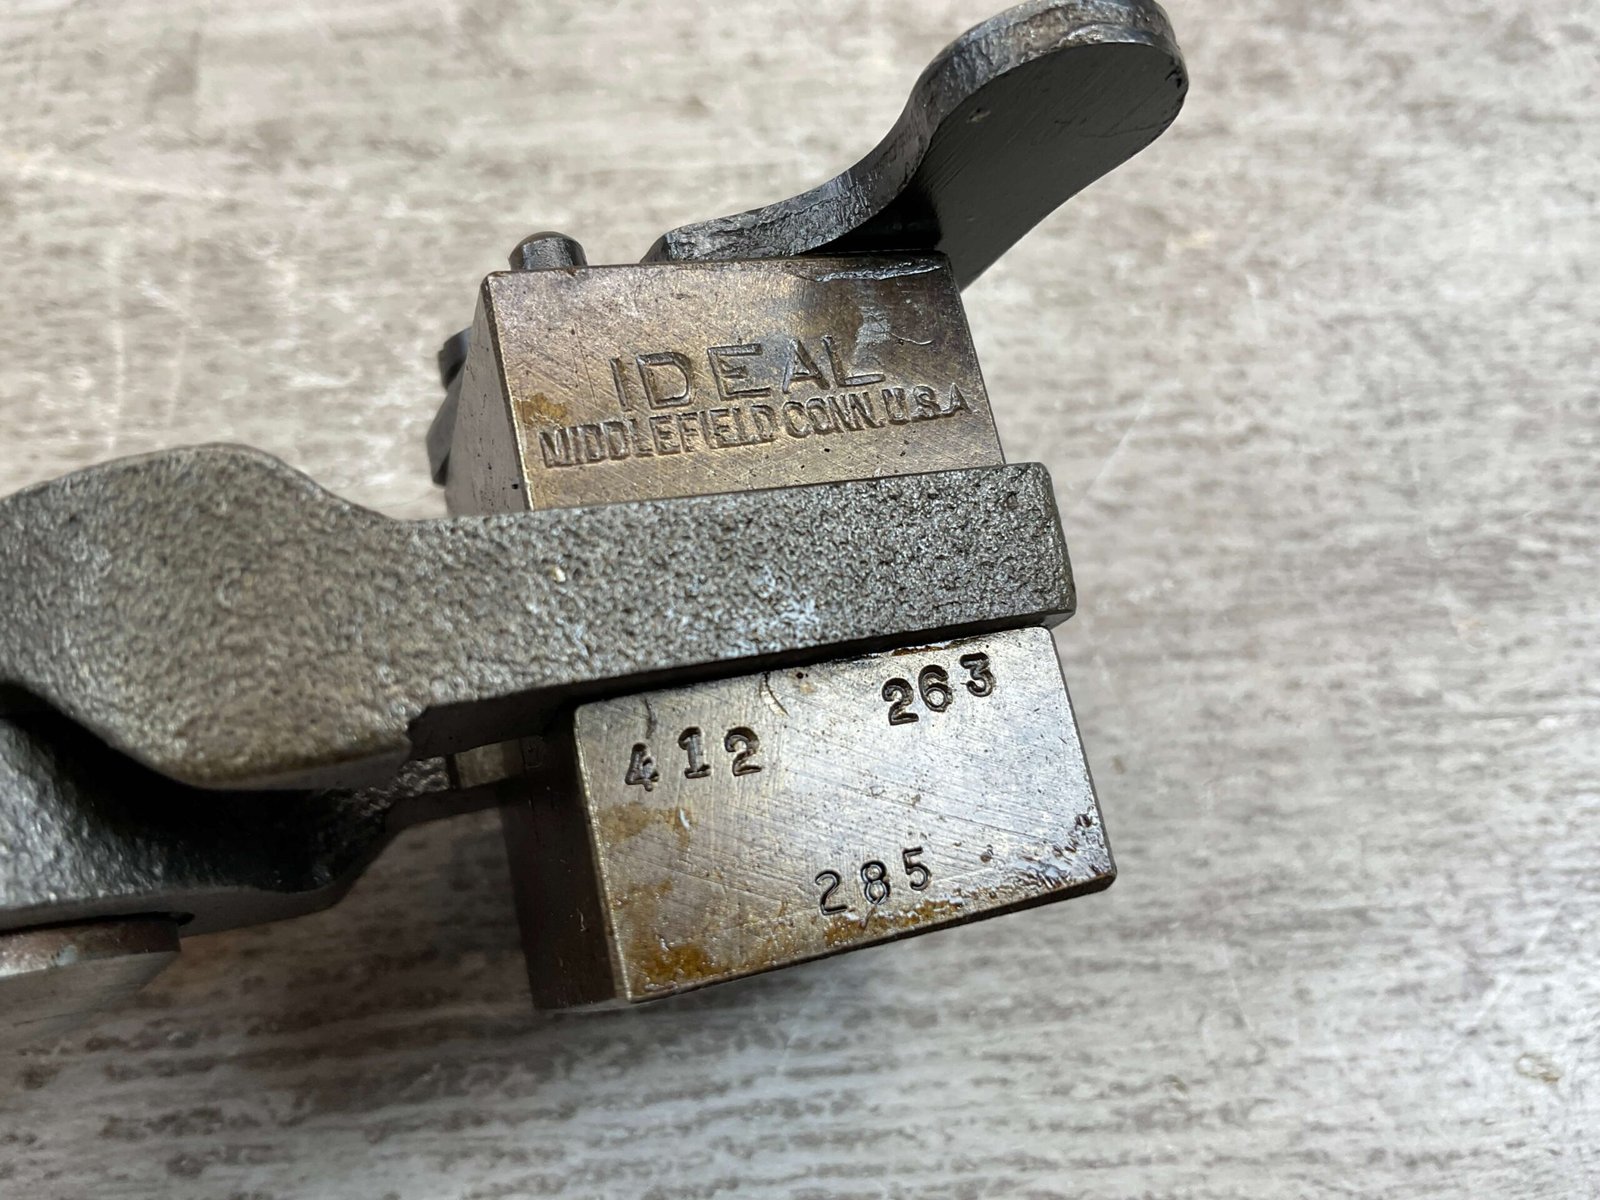 IDEAL
MIDDLEFIELD CONN. U.S.A
412 263
285